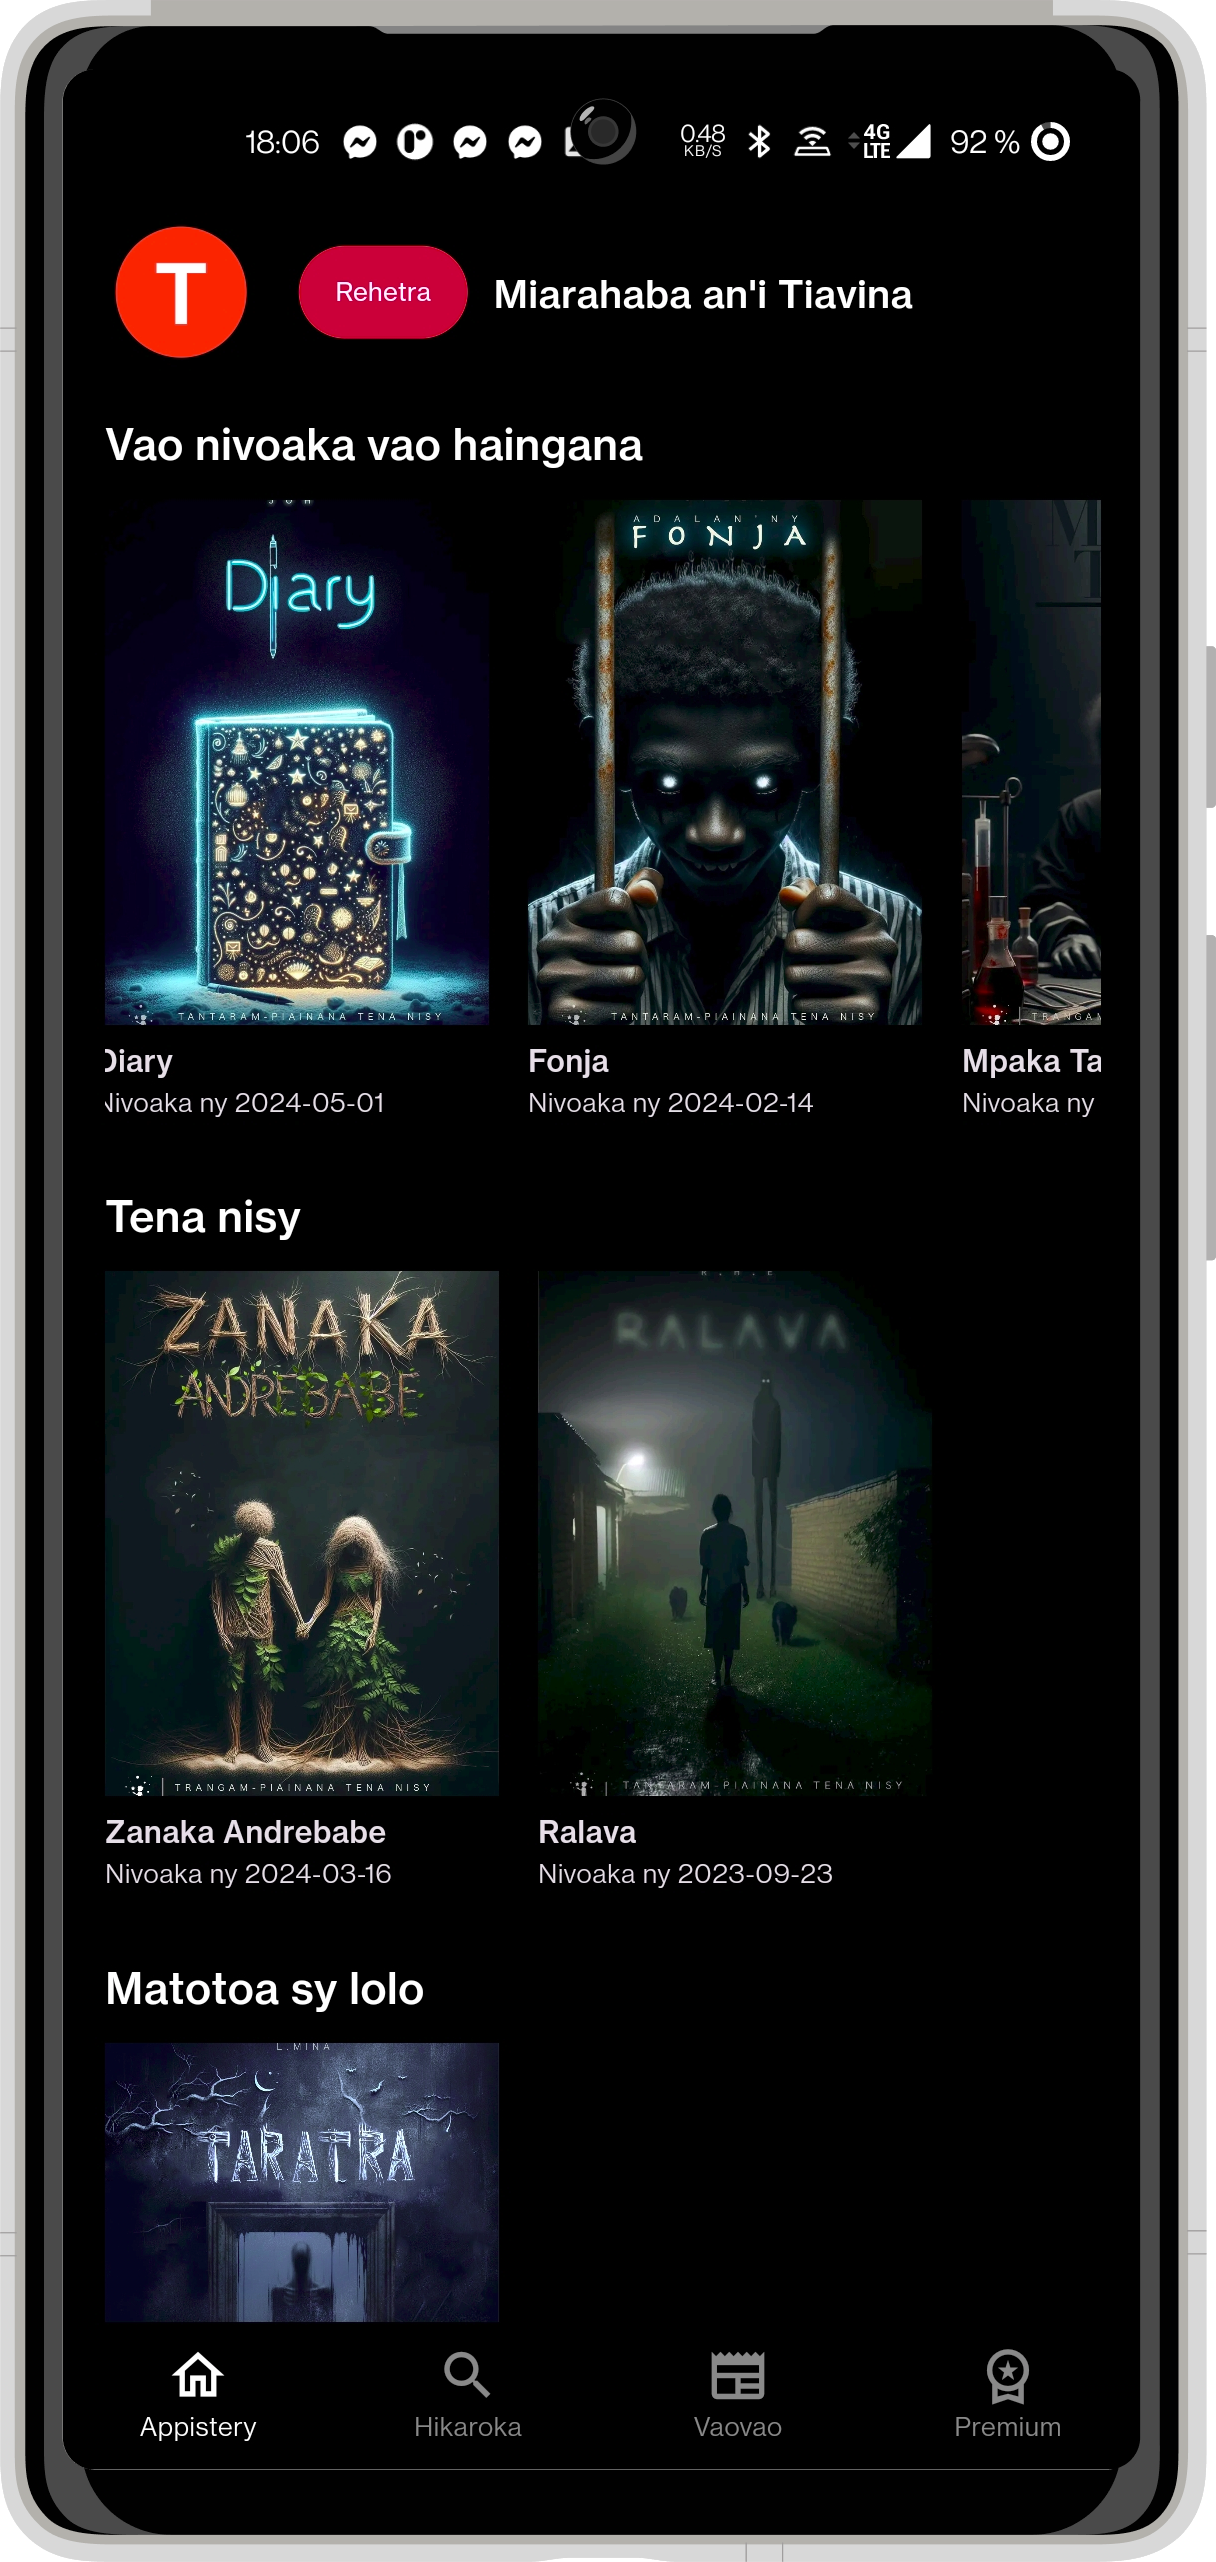 18:06
0.48
KB/S
4G
LTE
92 %
T
Rehetra
Miarahaba an'i Tiavina
Vao nivoaka vao haingana
Diary
TANTARAM-PIAINANA TENA NISY
ADALAN'NY
FONJA
TANTARAM-PIAINANA TENA NISY
Diary
Nivoaka ny 2024-05-01
Fonja
Nivoaka ny 2024-02-14
Mpaka Ta
Nivoaka ny
Tena nisy
ZANAKA
ANDREBABE
TRANGAM-PIAINANA TENA NISY
RALAVA
TANTARAM-PIAINANA TENA NISY
Zanaka Andrebabe
Nivoaka ny 2024-03-16
Ralava
Nivoaka ny 2023-09-23
Matotoa sy lolo
L.MINA
TARATRA
Appistery
Hikaroka
Vaovao
Premium